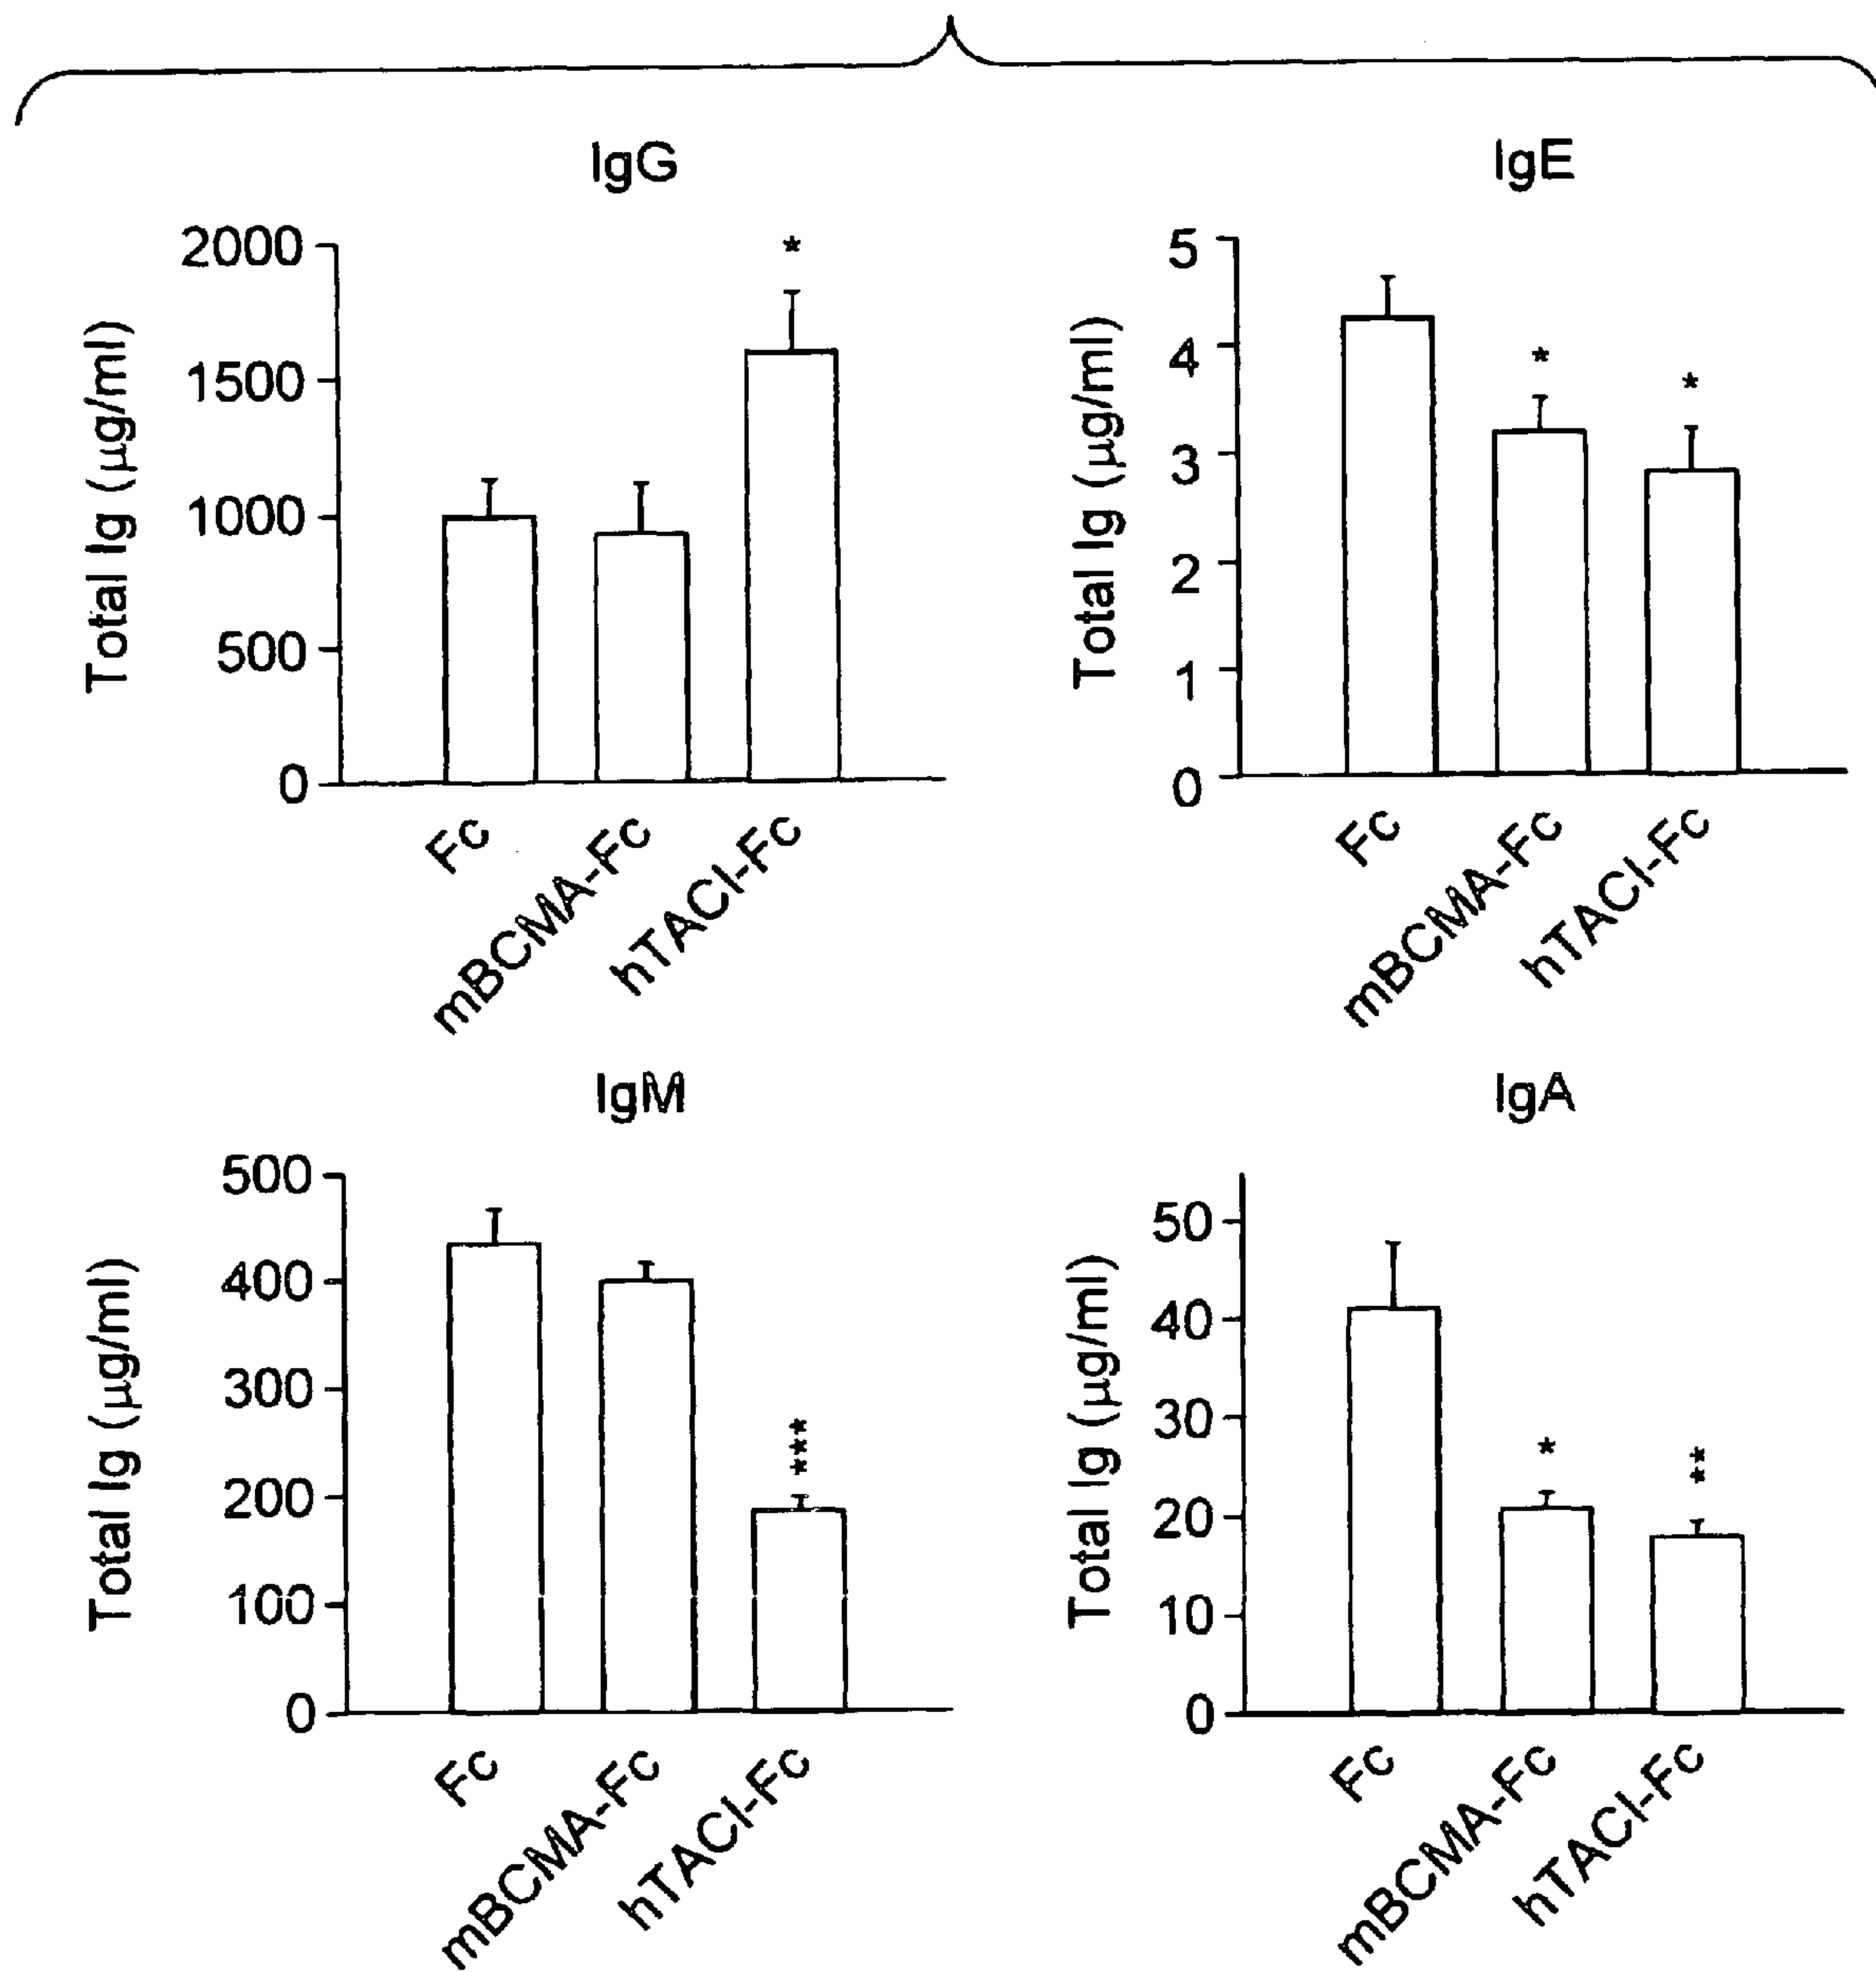 IgG
Total Ig (µg/ml)
2000
1500
1000
500
0
*
Fc
mBCMA-Fc
hTACI-Fc
IgE
Total Ig (µg/ml)
5
4
3
2
1
0
*
*
Fc
mBCMA-Fc
hTACI-Fc
IgM
Total Ig (µg/ml)
500
400
300
200
100
0
***
Fc
mBCMA-Fc
hTACI-Fc
IgA
Total Ig (µg/ml)
50
40
30
20
10
0
*
**
Fc
mBCMA-Fc
hTACI-Fc